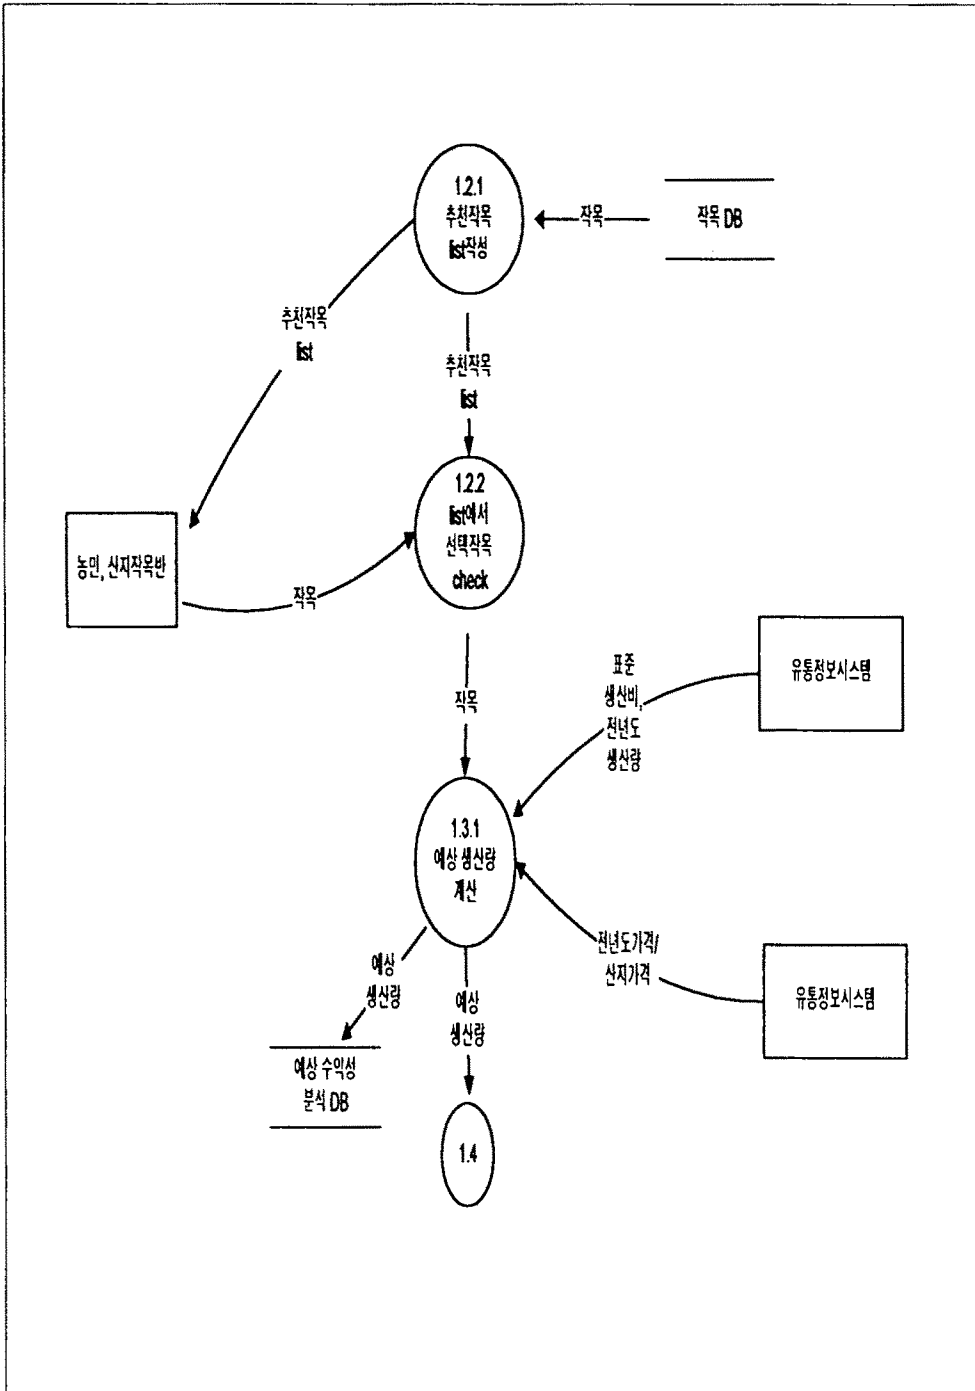 1.2.1
추천작목
list작성
작목
작목 DB
추천작목
list
추천작목
list
1.2.2
list에서
선택작목
check
농민, 산지작목반
작목
작목
표준
생산비,
전년도
생산량
유통정보시스템
1.3.1
예상 생산량
계산
전년도가격/
산지가격
유통정보시스템
예상
생산량
예상
생산량
예상 수익성
분석 DB
1.4